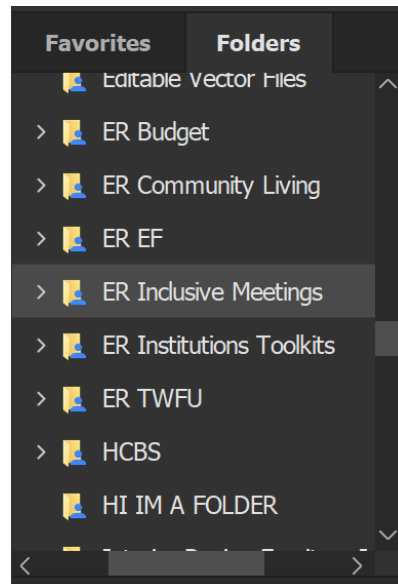 Favorites Folders
Editable Vector Files
ER Budget
ER Community Living
ER EF
ER Inclusive Meetings
ER Institutions Toolkits
ER TWFU
HCBS
HI IM A FOLDER